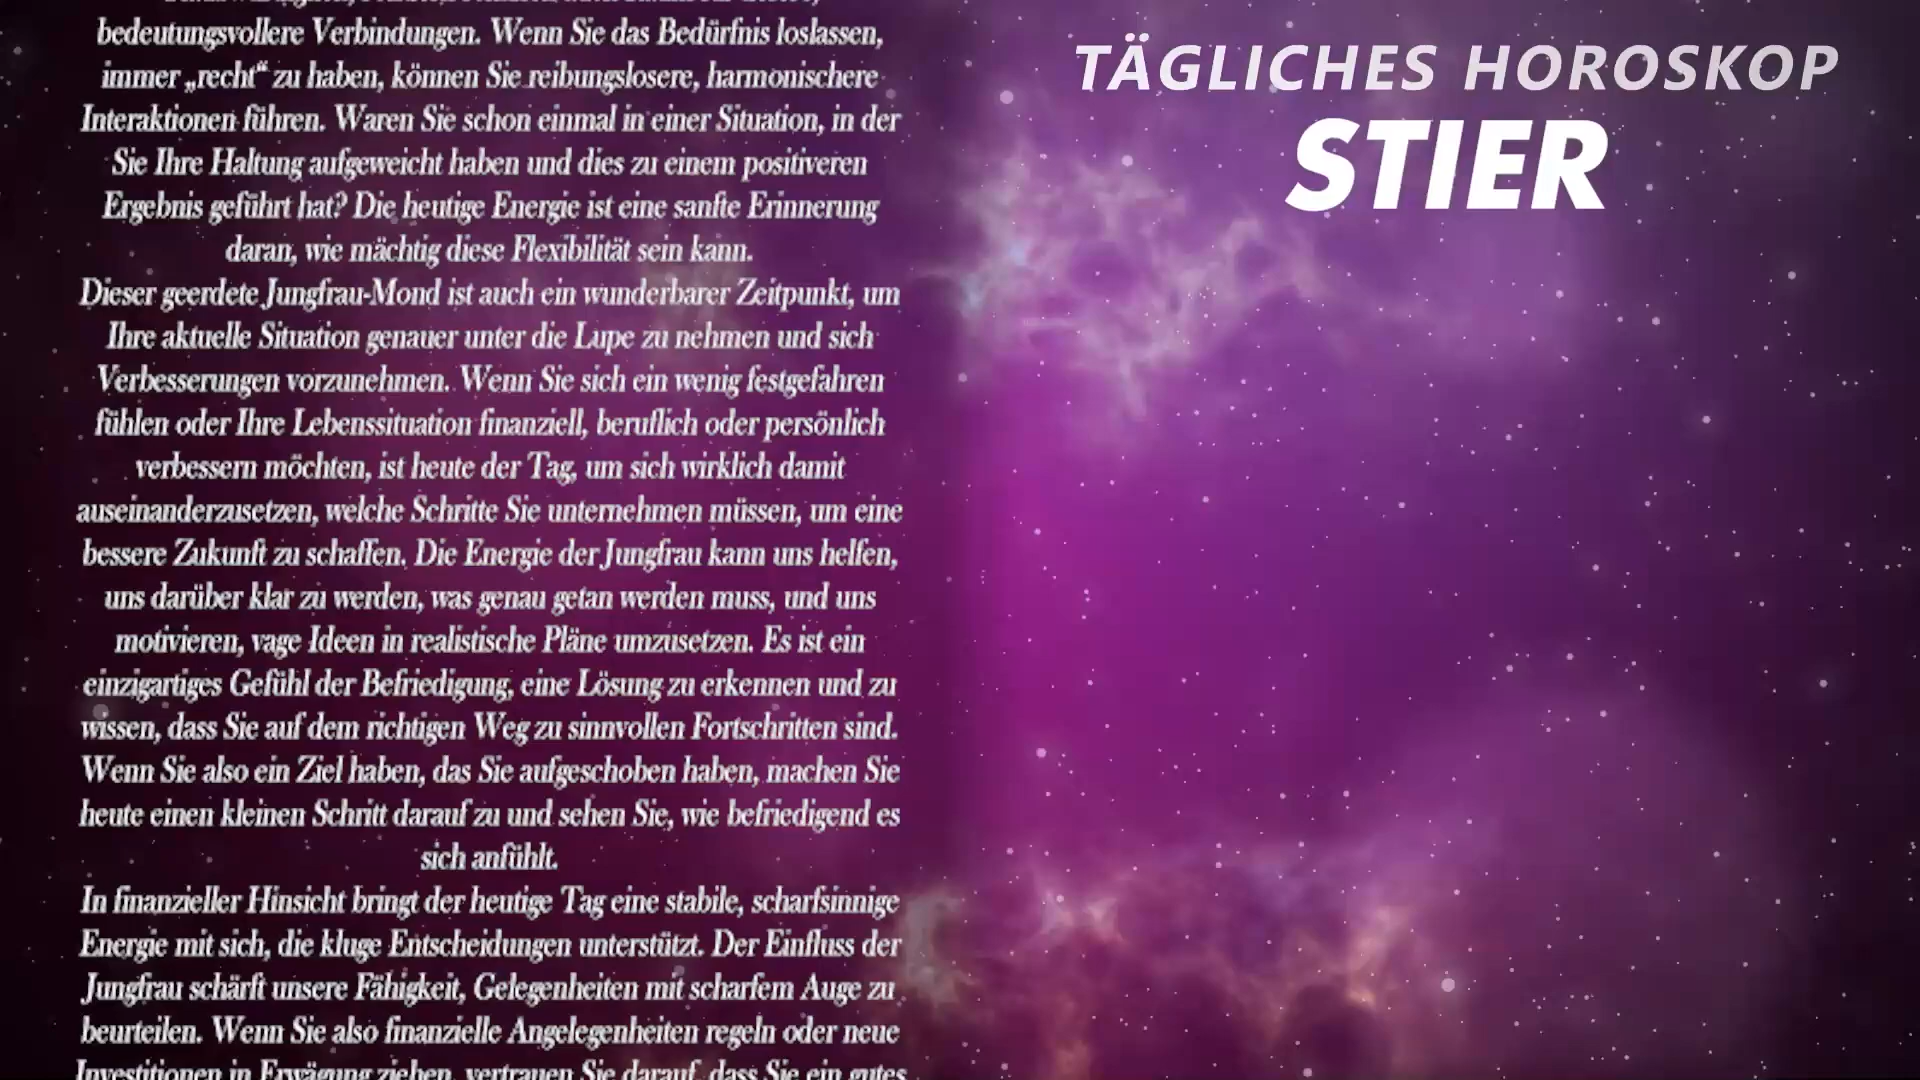 bedeutungsvollere Verbindungen. Wenn Sie das Bedürfnis loslassen,
immer „recht“ zu haben, können Sie reibungslosere, harmonischere
Interaktionen führen. Waren Sie schon einmal in einer Situation, in der
Sie Ihre Haltung aufgeweicht haben und dies zu einem positiveren
Ergebnis geführt hat? Die heutige Energie ist eine sanfte Erinnerung
daran, wie mächtig diese Flexibilität sein kann.
Dieser geerdete Jungfrau-Mond ist auch ein wunderbarer Zeitpunkt, um
Ihre aktuelle Situation genauer unter die Lupe zu nehmen und sich
Verbesserungen vorzunehmen. Wenn Sie sich ein wenig festgefahren
fühlen oder Ihre Lebenssituation finanziell, beruflich oder persönlich
verbessern möchten, ist heute der Tag, um sich wirklich damit
auseinanderzusetzen, welche Schritte Sie unternehmen müssen, um eine
bessere Zukunft zu schaffen. Die Energie der Jungfrau kann uns helfen,
uns darüber klar zu werden, was genau getan werden muss, und uns
motivieren, vage Ideen in realistische Pläne umzusetzen. Es ist ein
einzigartiges Gefühl der Befriedigung, eine Lösung zu erkennen und zu
wissen, dass Sie auf dem richtigen Weg zu sinnvollen Fortschritten sind.
Wenn Sie also ein Ziel haben, das Sie aufgeschoben haben, machen Sie
heute einen kleinen Schritt darauf zu und sehen Sie, wie befriedigend es
sich anfühlt.
In finanzieller Hinsicht bringt der heutige Tag eine stabile, scharfsinnige
Energie mit sich, die kluge Entscheidungen unterstützt. Der Einfluss der
Jungfrau schärft unsere Fähigkeit, Gelegenheiten mit scharfem Auge zu
beurteilen. Wenn Sie also finanzielle Angelegenheiten regeln oder neue
Investitionen in Erwägung ziehen, vertrauen Sie darauf, dass Sie ein gutes
TÄGLICHES HOROSKOP
STIER